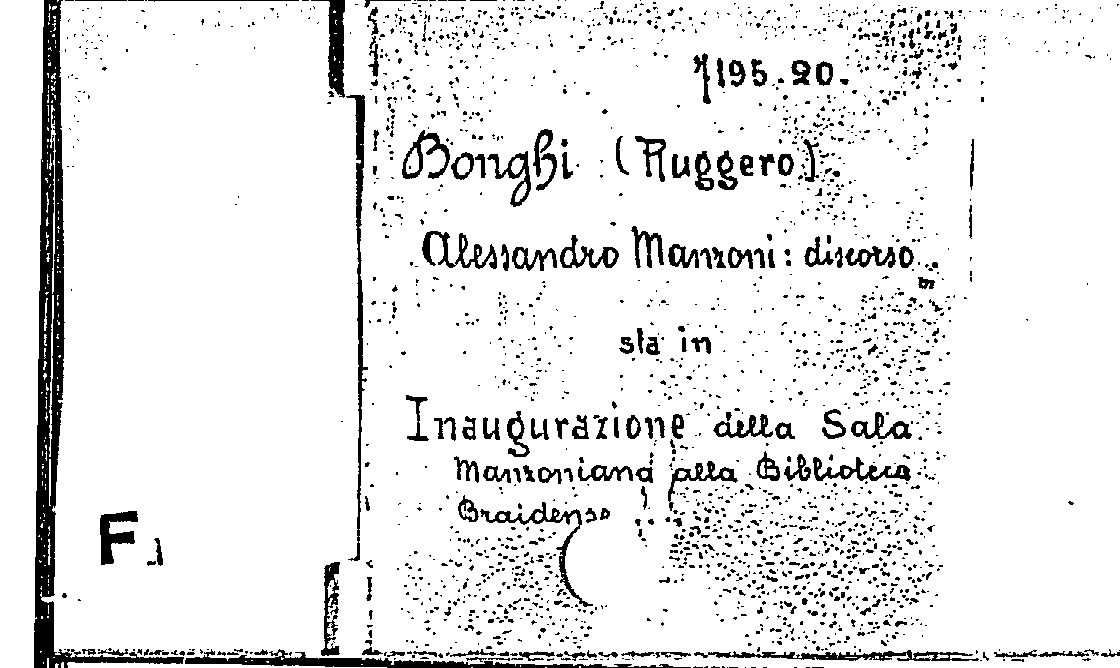 7195.20.
Bonghi (Ruggero).
Alessandro Manzoni: discorso.
sta in
Inaugurazione della Sala
Manzoniana alla Biblioteca
Braidense
F